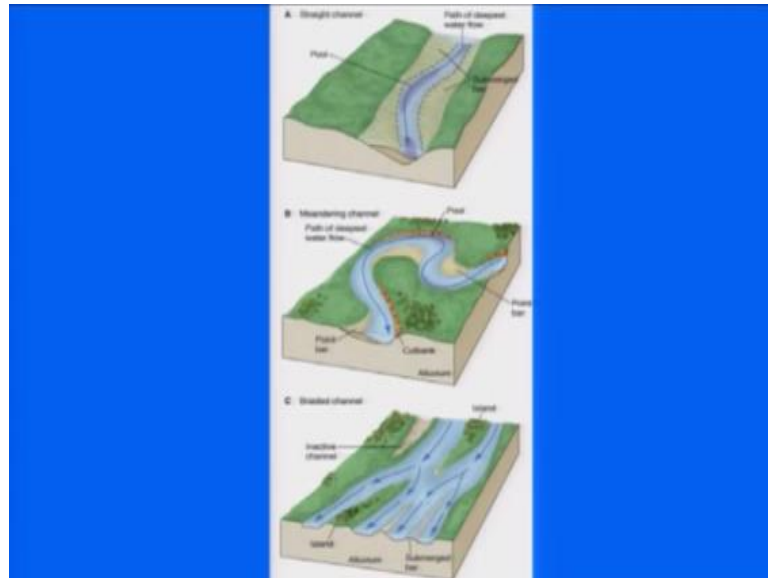 A Straight channel
Path of deepest
water flow
Pool
Submerged
bar
B Meandering channel
Pool
Path of deepest
water flow
Point
bar
Point
bar
Cutbank
Alluvium
C Braided channel
Island
Inactive
channel
Island
Alluvium
Submerged
bar